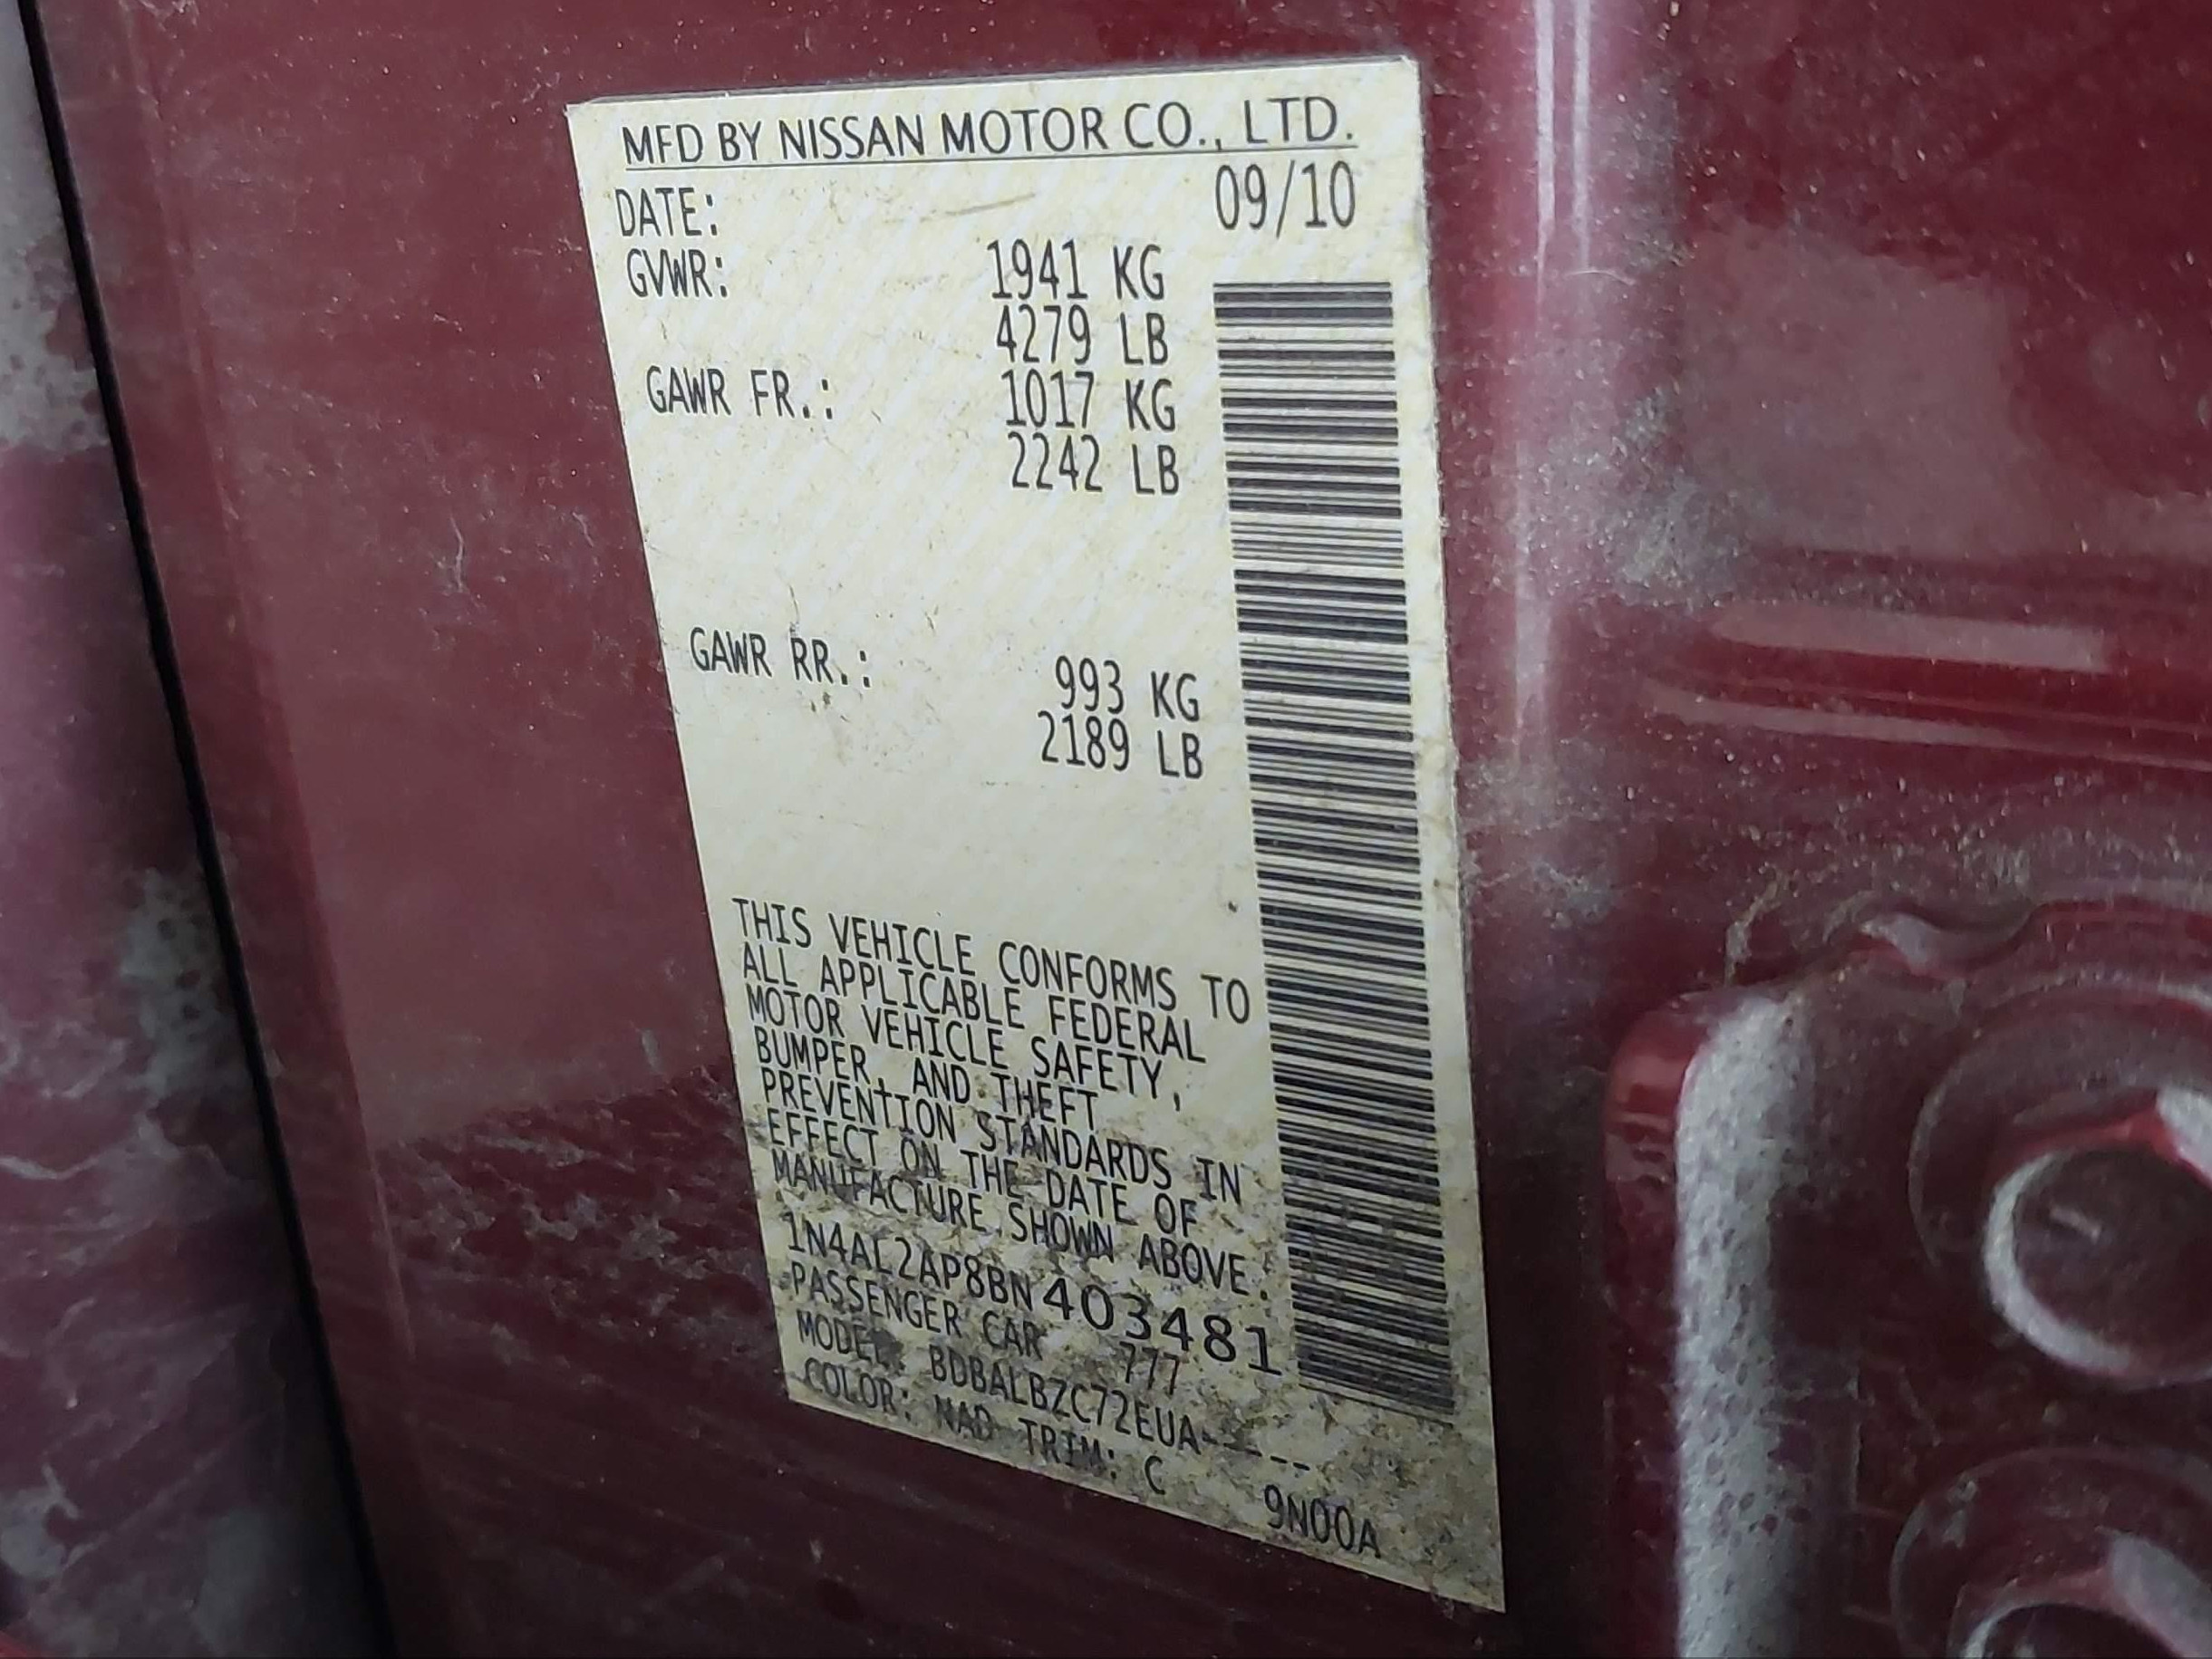 MFD BY NISSAN MOTOR CO., LTD.
DATE: 09/10
GVWR: 1941 KG
4279 LB
GAWR FR.: 1017 KG
2242 LB
GAWR RR.: 993 KG
2189 LB
THIS VEHICLE CONFORMS TO
ALL APPLICABLE FEDERAL
MOTOR VEHICLE SAFETY,
BUMPER, AND THEFT
PREVENTION STANDARDS IN
EFFECT ON THE DATE OF
MANUFACTURE SHOWN ABOVE.
1N4AL2AP8BN403481
PASSENGER CAR 777
MODEL: BDBALBZC72EUA-----
COLOR: NAD TRIM: C 9N00A